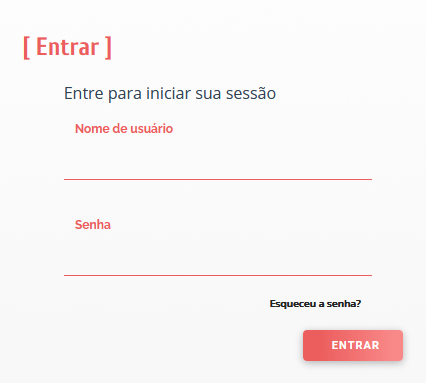 [ Entrar ]
Entre para iniciar sua sessão
Nome de usuário
Senha
Esqueceu a senha?
ENTRAR